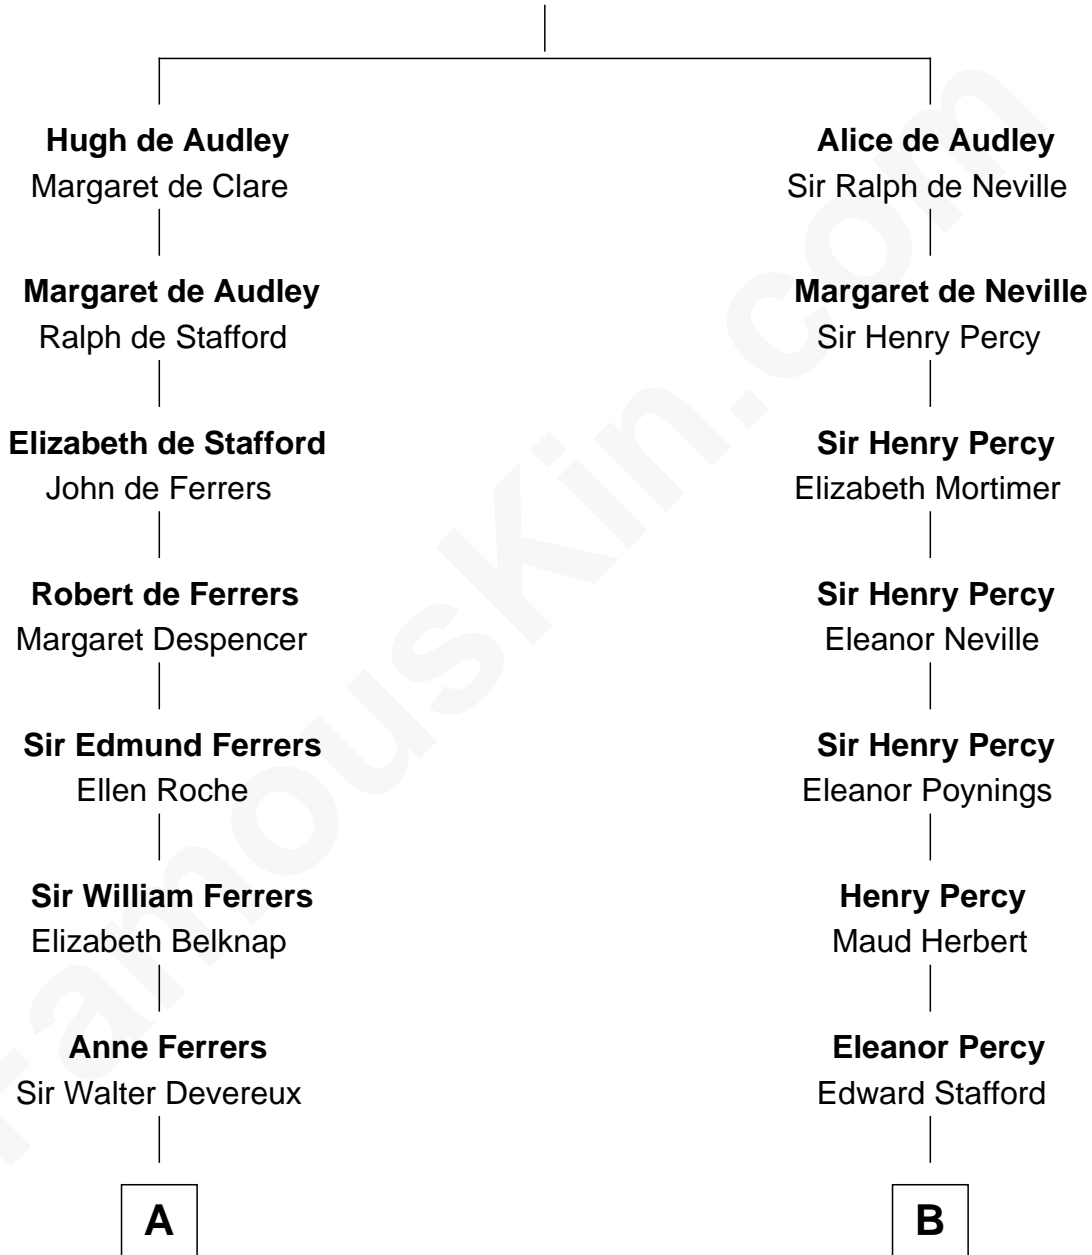 Hugh de Audley
Margaret de Clare
Margaret de Audley
Ralph de Stafford
Elizabeth de Stafford
John de Ferrers
Robert de Ferrers
Margaret Despencer
Sir Edmund Ferrers
Ellen Roche
Sir William Ferrers
Elizabeth Belknap
Anne Ferrers
Sir Walter Devereux
A
Alice de Audley
Sir Ralph de Neville
Margaret de Neville
Sir Henry Percy
Sir Henry Percy
Elizabeth Mortimer
Sir Henry Percy
Eleanor Neville
Sir Henry Percy
Eleanor Poynings
Henry Percy
Maud Herbert
Eleanor Percy
Edward Stafford
B
FamousKin.com